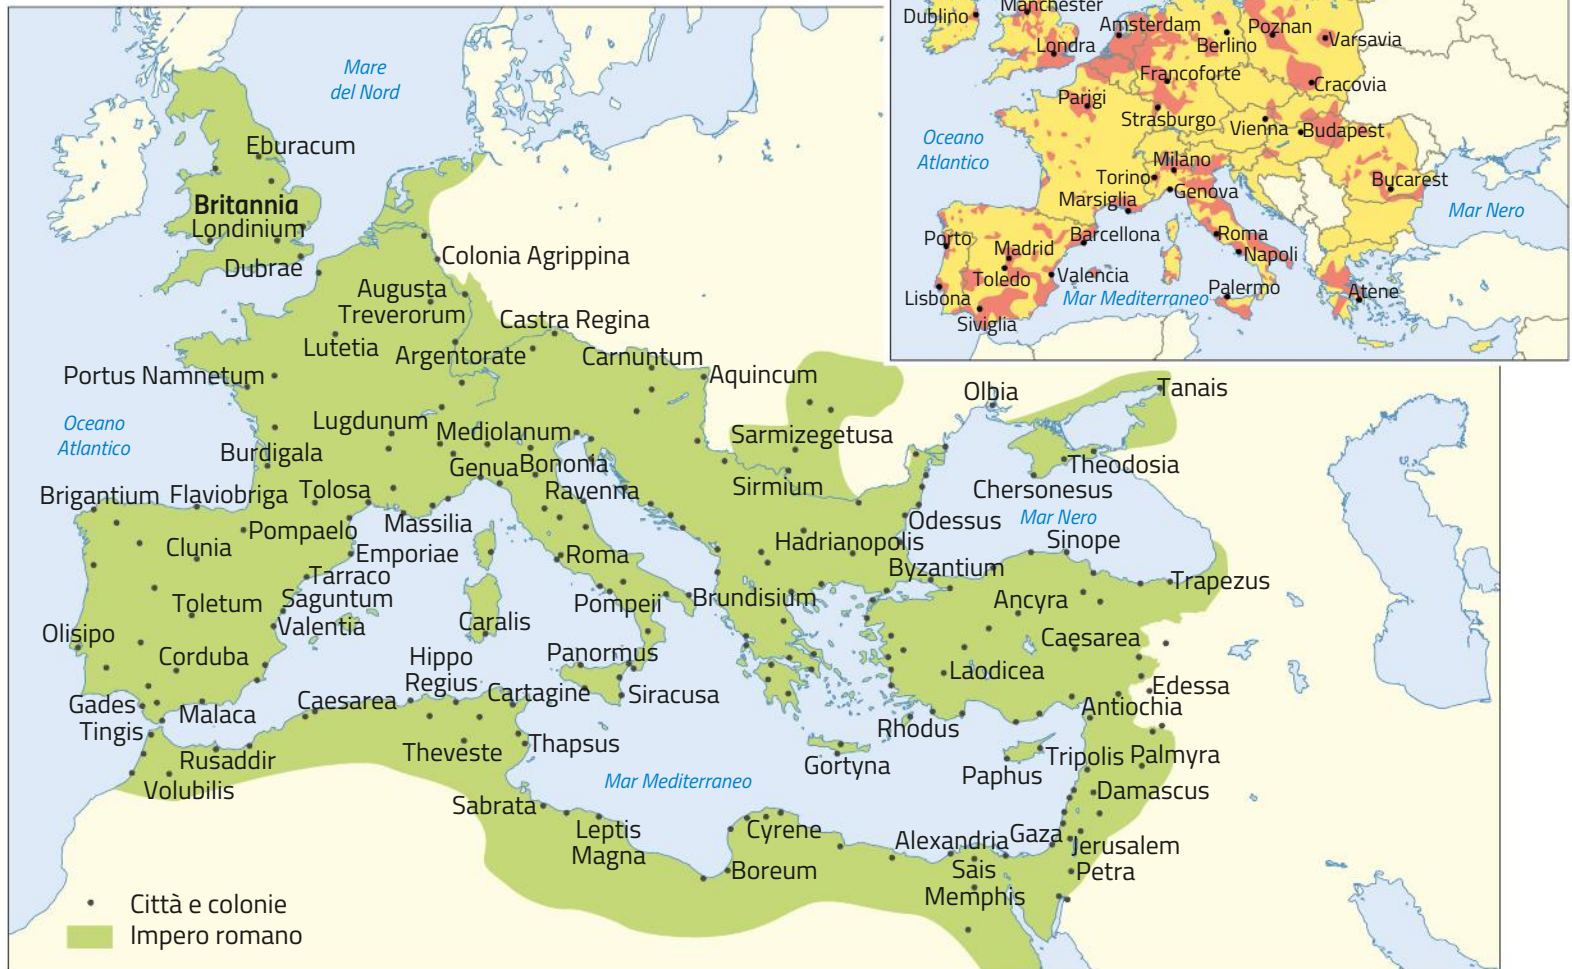 Mare
del Nord
Eburacum
Britannia
Londinium
Dubrae
Colonia Agrippina
Augusta
Treverorum
Castra Regina
Lutetia
Argentorate
Carnuntum
Portus Namnetum
Aquincum
Olbia
Tanais
Oceano
Atlantico
Lugdunum
Mediolanum
Sarmizegetusa
Burdigala
Genua
Bononia
Theodosia
Brigantium
Flaviobriga
Tolosa
Ravenna
Sirmium
Chersonesus
Pompaelo
Massilia
Odessus
Mar Nero
Clunia
Emporiae
Roma
Hadrianopolis
Sinope
Tarraco
Byzantium
Trapezus
Toletum
Saguntum
Pompeii
Brundisium
Ancyra
Olisipo
Valentia
Caralis
Caesarea
Corduba
Hippo
Regius
Panormus
Laodicea
Gades
Caesarea
Cartagine
Siracusa
Edessa
Tingis
Malaca
Rhodus
Antiochia
Rusaddir
Theveste
Thapsus
Gortyna
Paphus
Tripolis
Palmyra
Volubilis
Mar Mediterraneo
Sabrata
Damascus
Leptis
Magna
Cyrene
Alexandria
Gaza
Jerusalem
Boreum
Sais
Petra
Memphis
Città e colonie
Impero romano
Dublino
Manchester
Amsterdam
Poznan
Londra
Berlino
Varsavia
Francoforte
Cracovia
Parigi
Strasburgo
Vienna
Budapest
Oceano
Atlantico
Milano
Torino
Genova
Bucarest
Marsiglia
Mar Nero
Porto
Madrid
Barcellona
Roma
Napoli
Toledo
Valencia
Lisbona
Mar Mediterraneo
Palermo
Atene
Siviglia